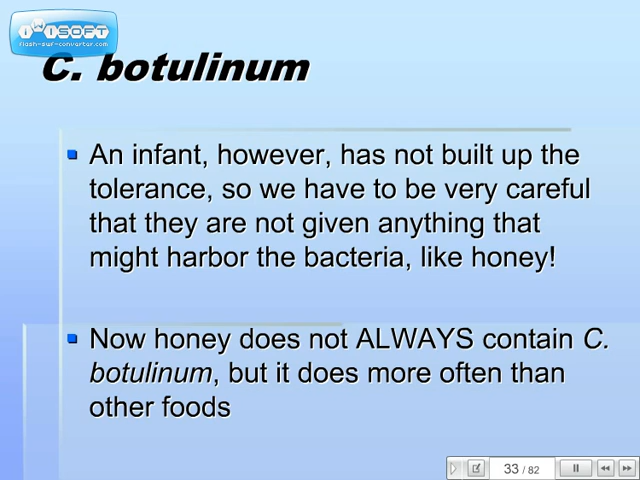 iWiSOFT
flash-swf-converter.com
C. botulinum
An infant, however, has not built up the
tolerance, so we have to be very careful
that they are not given anything that
might harbor the bacteria, like honey!
Now honey does not ALWAYS contain C.
botulinum, but it does more often than
other foods
33 / 82